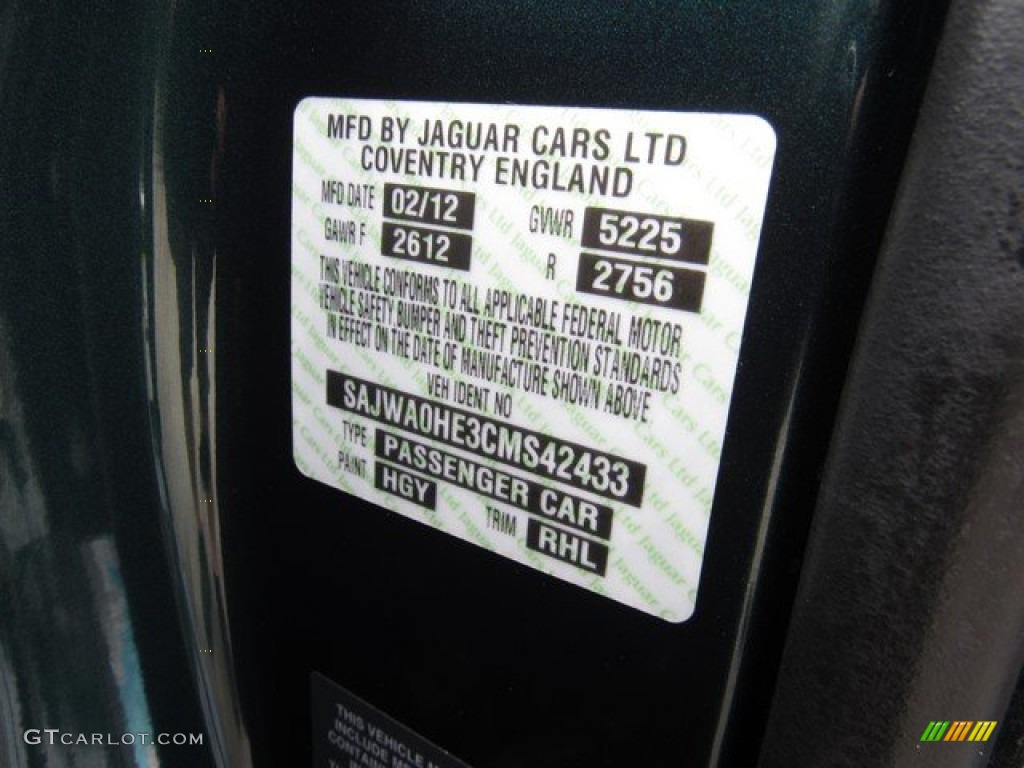 MFD BY JAGUAR CARS LTD
COVENTRY ENGLAND
MFD DATE 02/12 GVWR 5225
GAWR F 2612 R 2756
THIS VEHICLE CONFORMS TO ALL APPLICABLE FEDERAL MOTOR
VEHICLE SAFETY BUMPER AND THEFT PREVENTION STANDARDS
IN EFFECT ON THE DATE OF MANUFACTURE SHOWN ABOVE.
VEH IDENT NO
SAJWA0HE3CMS42433
TYPE PASSENGER CAR
PAINT HGY TRIM RHL
THIS VEHICLE
INCLUDE
CONTAIN
GTCARLOT.COM